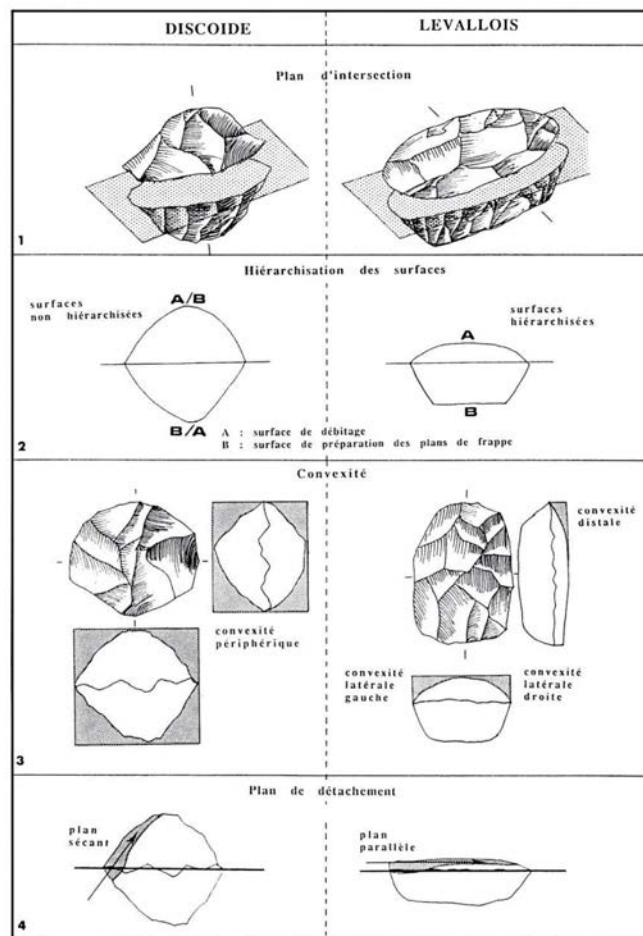 DISCOIDE
LEVALLOIS
Plan d'intersection
1
Hiérarchisation des surfaces
surfaces
non hiérarchisées
A/B
B/A
surfaces
hiérarchisées
A
B
A : surface de débitage
B : surface de préparation des plans de frappe
2
Convexité
convexité
périphérique
convexité
distale
convexité
latérale
gauche
convexité
latérale
droite
3
Plan de détachement
plan
sécant
plan
parallèle
4